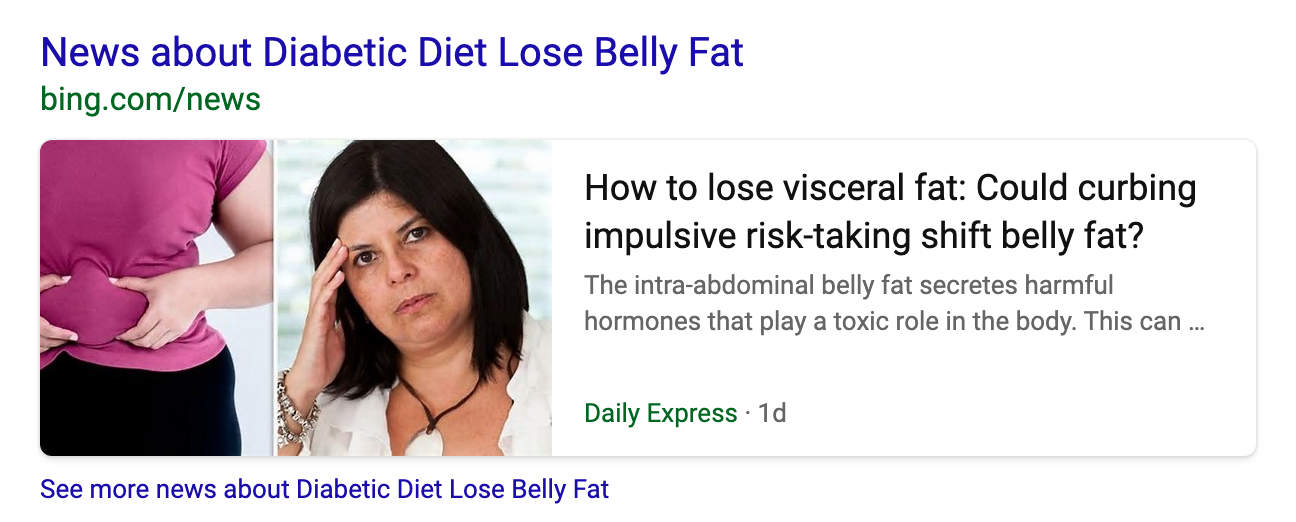 News about Diabetic Diet Lose Belly Fat
bing.com/news
How to lose visceral fat: Could curbing
impulsive risk-taking shift belly fat?
The intra-abdominal belly fat secretes harmful
hormones that play a toxic role in the body. This can ...
Daily Express · 1d
See more news about Diabetic Diet Lose Belly Fat